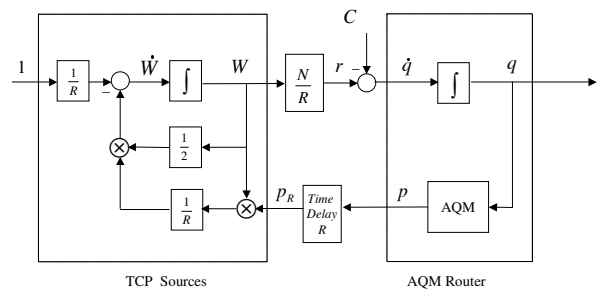 C
1
1/R
−
Ẇ
∫
W
N/R
r
−
q̇
∫
q
⊗
1/2
1/R
⊗
p_R
Time
Delay
R
p
AQM
TCP Sources
AQM Router